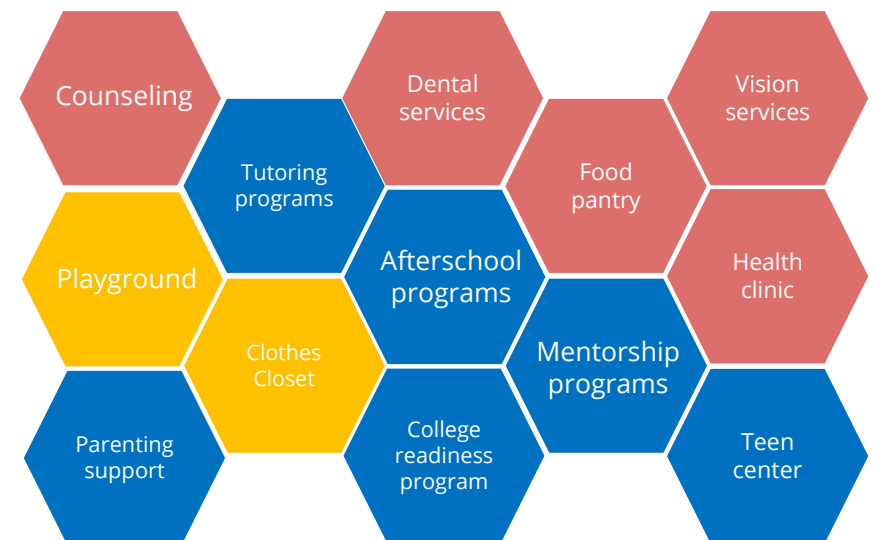 Counseling
Dental
services
Vision
services
Tutoring
programs
Food
pantry
Playground
Afterschool
programs
Health
clinic
Clothes
Closet
Mentorship
programs
Parenting
support
College
readiness
program
Teen
center